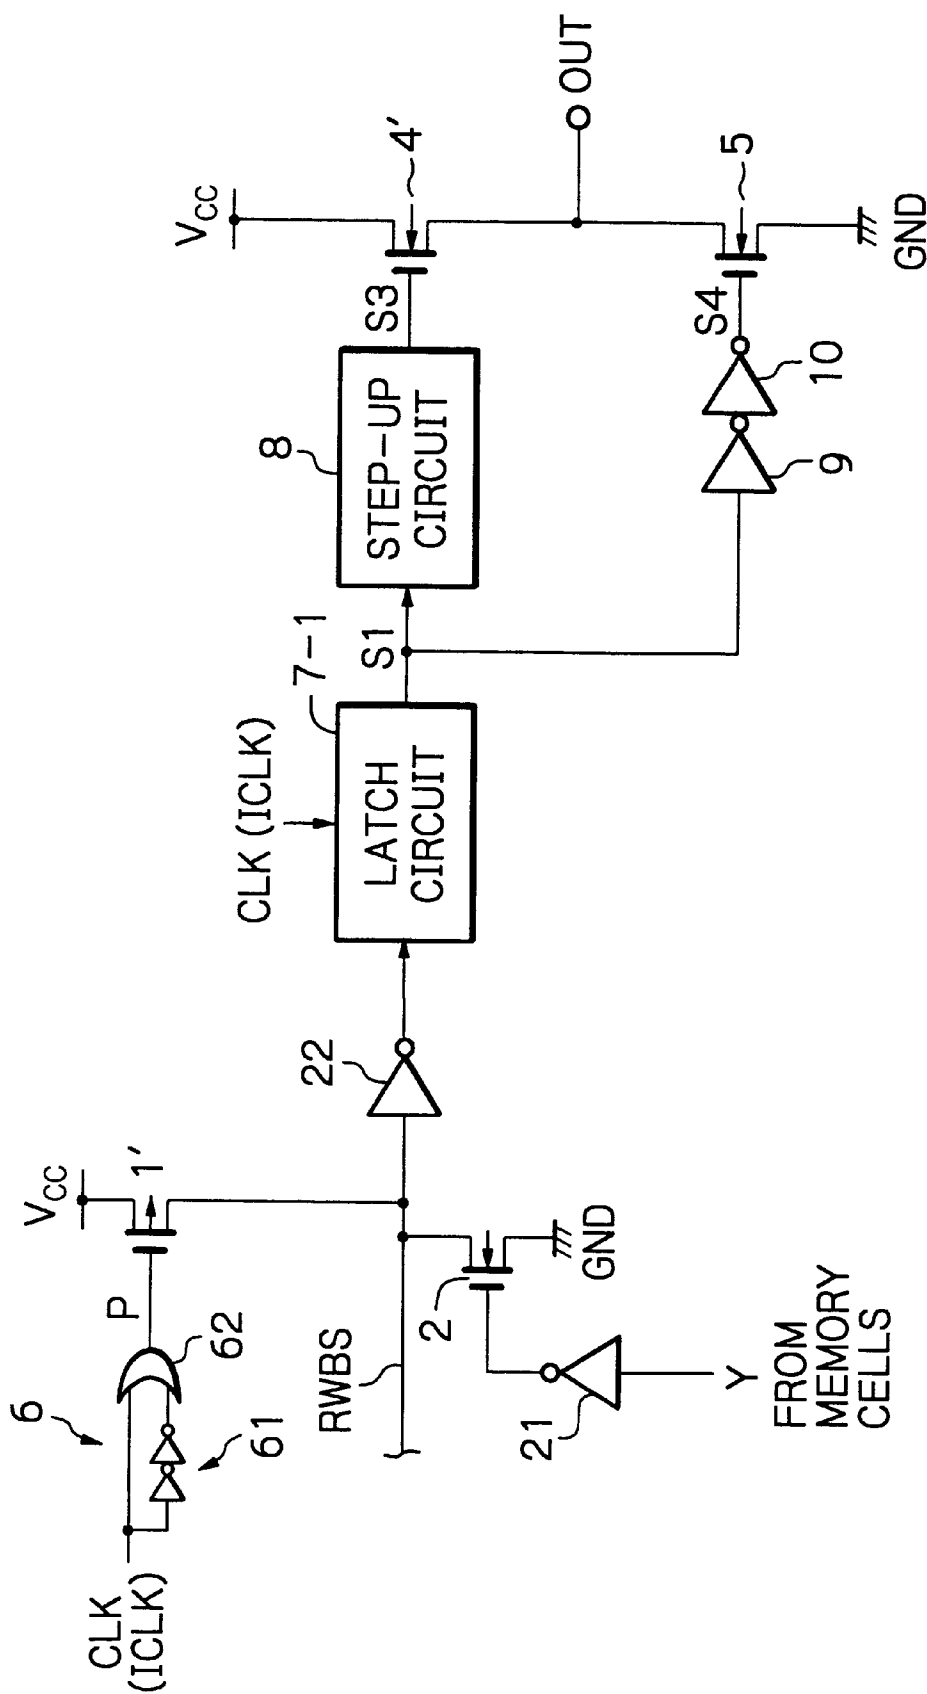 CLK
(ICLK)
6
61
62
P
VCC
1′
RWBS
2
GND
21
Y
FROM
MEMORY
CELLS
22
CLK (ICLK)
7-1
LATCH
CIRCUIT
S1
8
STEP-UP
CIRCUIT
S3
VCC
4′
OUT
9
10
S4
5
GND